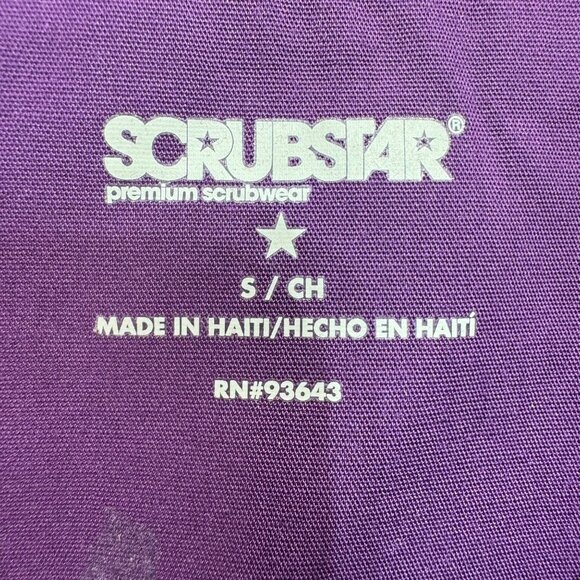 SCRUBSTAR®
premium scrubwear
S / CH
MADE IN HAITI/HECHO EN HAITÍ
RN#93643